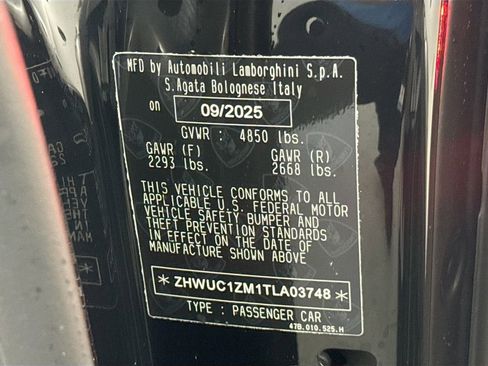 MFD by Automobili Lamborghini S.p.A.
S.Agata Bolognese Italy
on 09/2025
GVWR : 4850 lbs.
GAWR (F) GAWR (R)
2293 lbs. 2668 lbs.
THIS VEHICLE CONFORMS TO ALL
APPLICABLE U.S. FEDERAL MOTOR
VEHICLE SAFETY BUMPER AND
THEFT PREVENTION STANDARDS
IN EFFECT ON THE DATE OF
MANUFACTURE SHOWN ABOVE
* ZHWUC1ZM1TLA03748 *
TYPE : PASSENGER CAR
47B.010.525.H